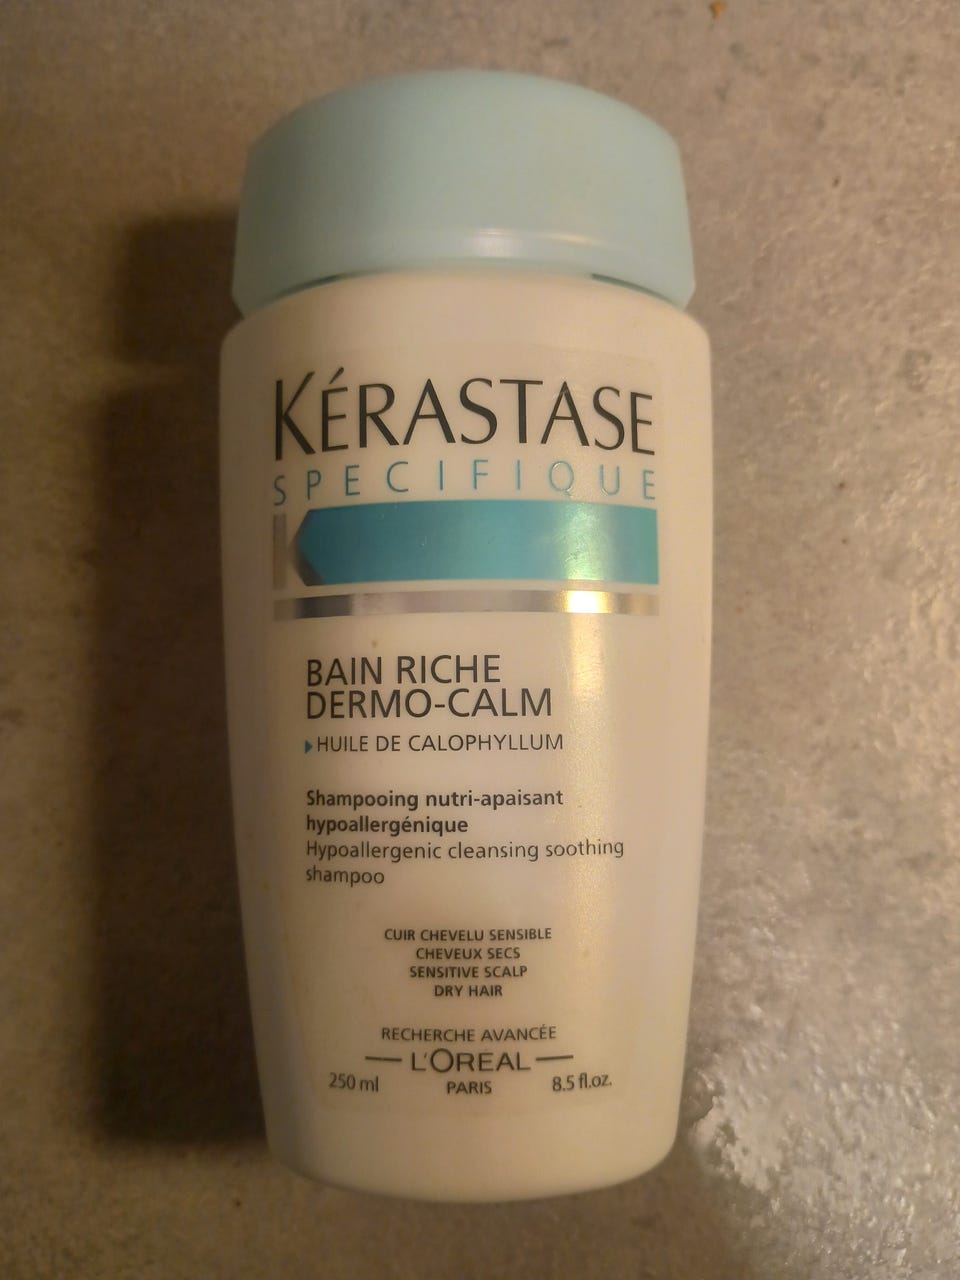 KÉRASTASE
SPECIFIQUE
BAIN RICHE
DERMO-CALM
HUILE DE CALOPHYLLUM
Shampooing nutri-apaisant
hypoallergénique
Hypoallergenic cleansing soothing
shampoo
CUIR CHEVELU SENSIBLE
CHEVEUX SECS
SENSITIVE SCALP
DRY HAIR
RECHERCHE AVANCÉE
L'ORÉAL
250 ml PARIS 8.5 fl.oz.